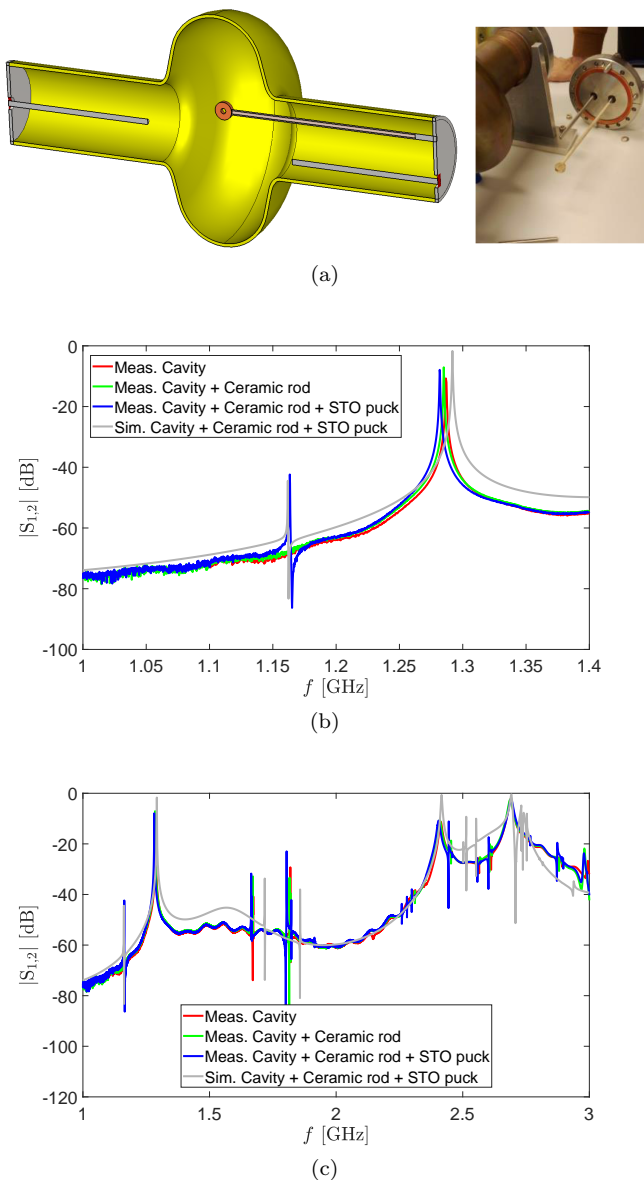 (a)
0
-20
-40
-60
-80
-100
|S1,2| [dB]
Meas. Cavity
Meas. Cavity + Ceramic rod
Meas. Cavity + Ceramic rod + STO puck
Sim. Cavity + Ceramic rod + STO puck
1 1.05 1.1 1.15 1.2 1.25 1.3 1.35 1.4
f [GHz]
(b)
0
-20
-40
-60
-80
-100
-120
|S1,2| [dB]
Meas. Cavity
Meas. Cavity + Ceramic rod
Meas. Cavity + Ceramic rod + STO puck
Sim. Cavity + Ceramic rod + STO puck
1 1.5 2 2.5 3
f [GHz]
(c)